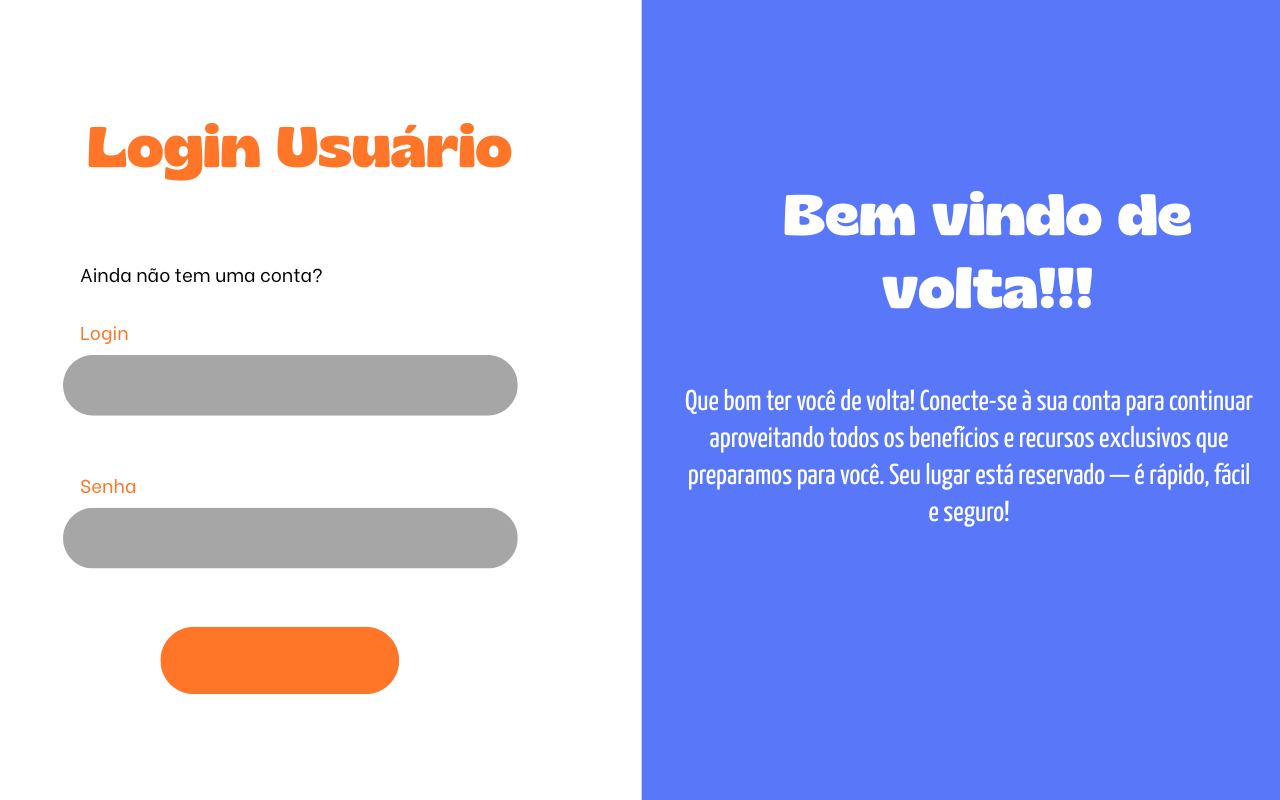 Login Usuário
Ainda não tem uma conta?
Login
Senha
Bem vindo de
volta!!!
Que bom ter você de volta! Conecte-se à sua conta para continuar
aproveitando todos os benefícios e recursos exclusivos que
preparamos para você. Seu lugar está reservado — é rápido, fácil
e seguro!